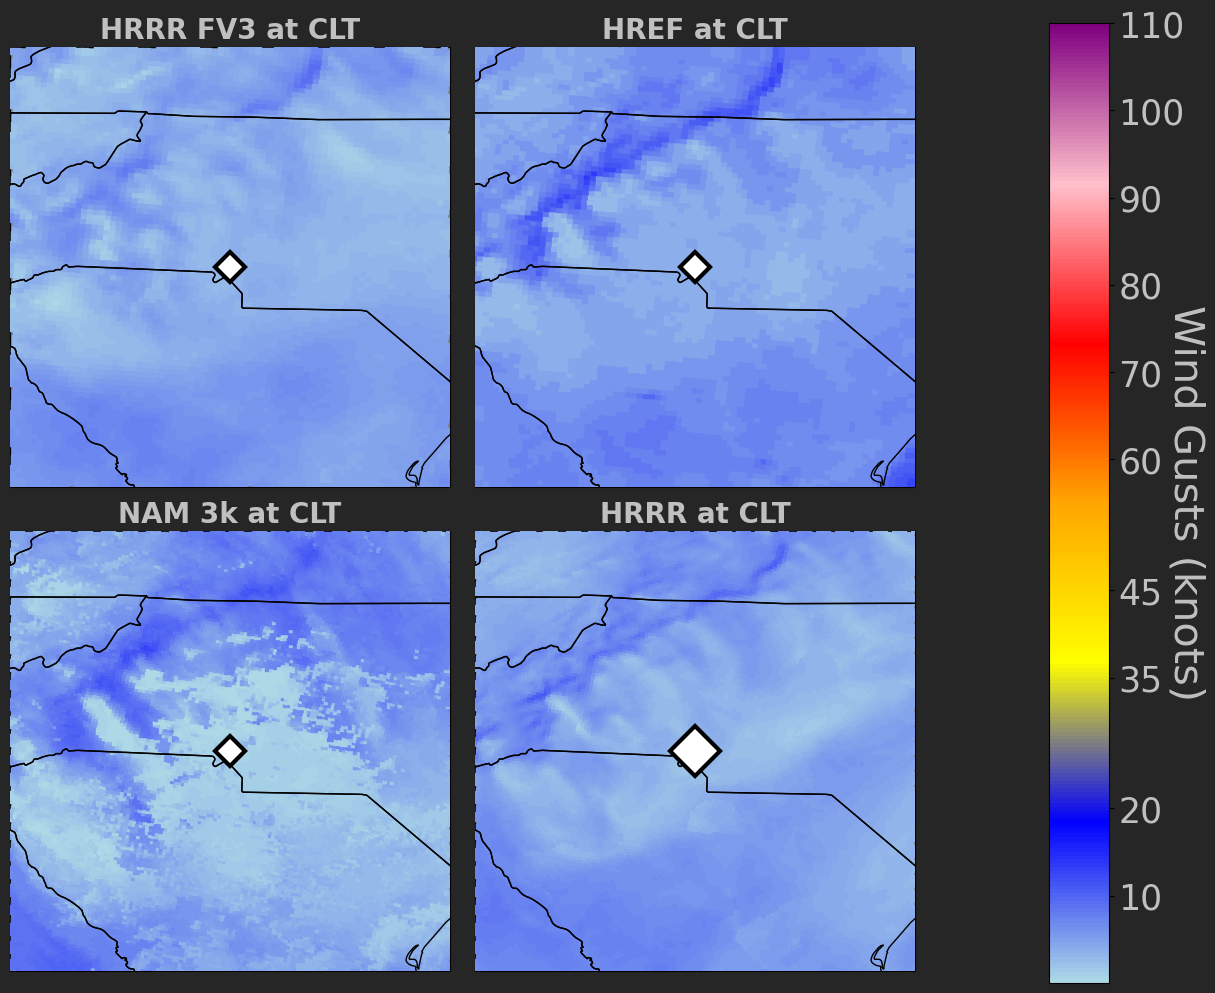 HRRR FV3 at CLT
HREF at CLT
NAM 3k at CLT
HRRR at CLT
110
100
90
80
70
60
45
35
20
10
Wind Gusts (knots)